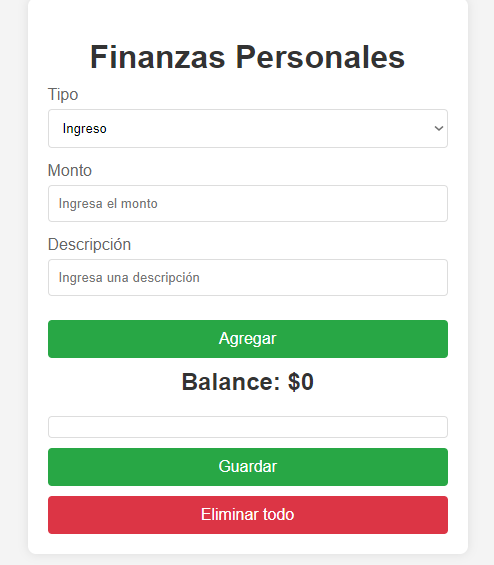 Finanzas Personales
Tipo
Ingreso
Monto
Ingresa el monto
Descripción
Ingresa una descripción
Agregar
Balance: $0
Guardar
Eliminar todo